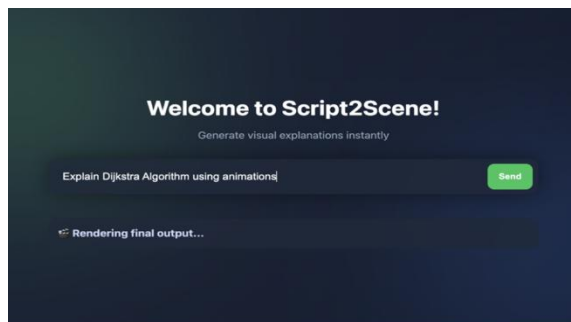 Welcome to Script2Scene!
Generate visual explanations instantly
Explain Dijkstra Algorithm using animations
Send
Rendering final output...